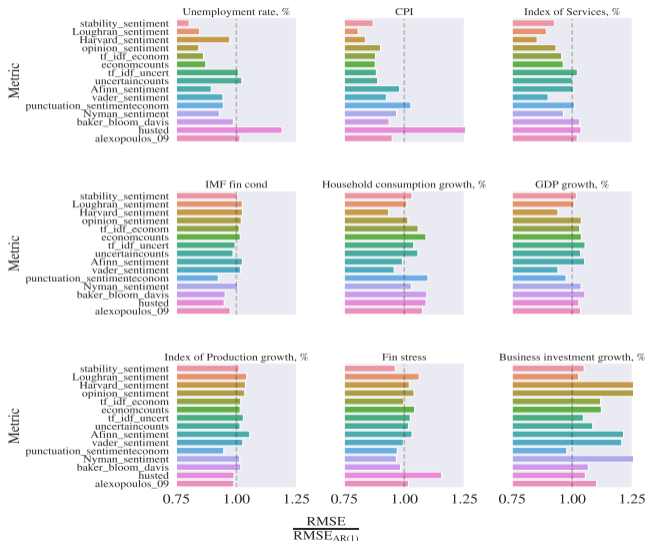 Unemployment rate, %
CPI
Index of Services, %
Metric
stability_sentiment
Loughran_sentiment
Harvard_sentiment
opinion_sentiment
tf_idf_econom
economcounts
tf_idf_uncert
uncertaincounts
Afinn_sentiment
vader_sentiment
punctuation_sentimenteconom
Nyman_sentiment
baker_bloom_davis
husted
alexopoulos_09
IMF fin cond
Household consumption growth, %
GDP growth, %
Metric
stability_sentiment
Loughran_sentiment
Harvard_sentiment
opinion_sentiment
tf_idf_econom
economcounts
tf_idf_uncert
uncertaincounts
Afinn_sentiment
vader_sentiment
punctuation_sentimenteconom
Nyman_sentiment
baker_bloom_davis
husted
alexopoulos_09
Index of Production growth, %
Fin stress
Business investment growth, %
Metric
stability_sentiment
Loughran_sentiment
Harvard_sentiment
opinion_sentiment
tf_idf_econom
economcounts
tf_idf_uncert
uncertaincounts
Afinn_sentiment
vader_sentiment
punctuation_sentimenteconom
Nyman_sentiment
baker_bloom_davis
husted
alexopoulos_09
0.75 1.00 1.25
0.75 1.00 1.25
0.75 1.00 1.25
RMSE
RMSE_AR(1)